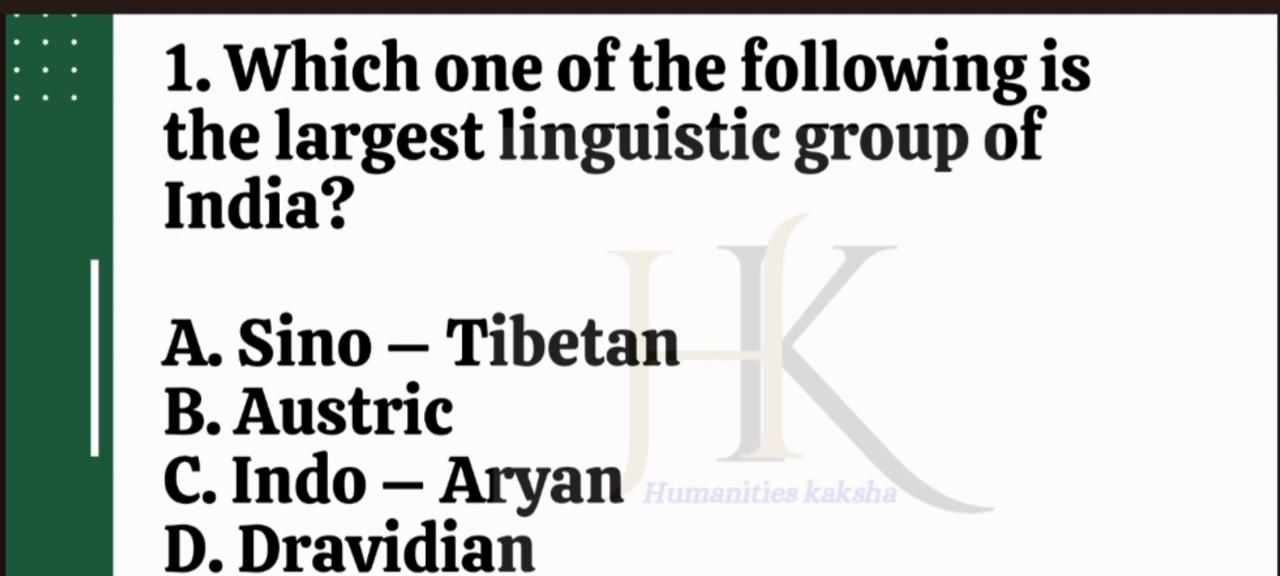 1. Which one of the following is
the largest linguistic group of
India?
A. Sino – Tibetan
B. Austric
C. Indo – Aryan
Humanities kaksha
D. Dravidian